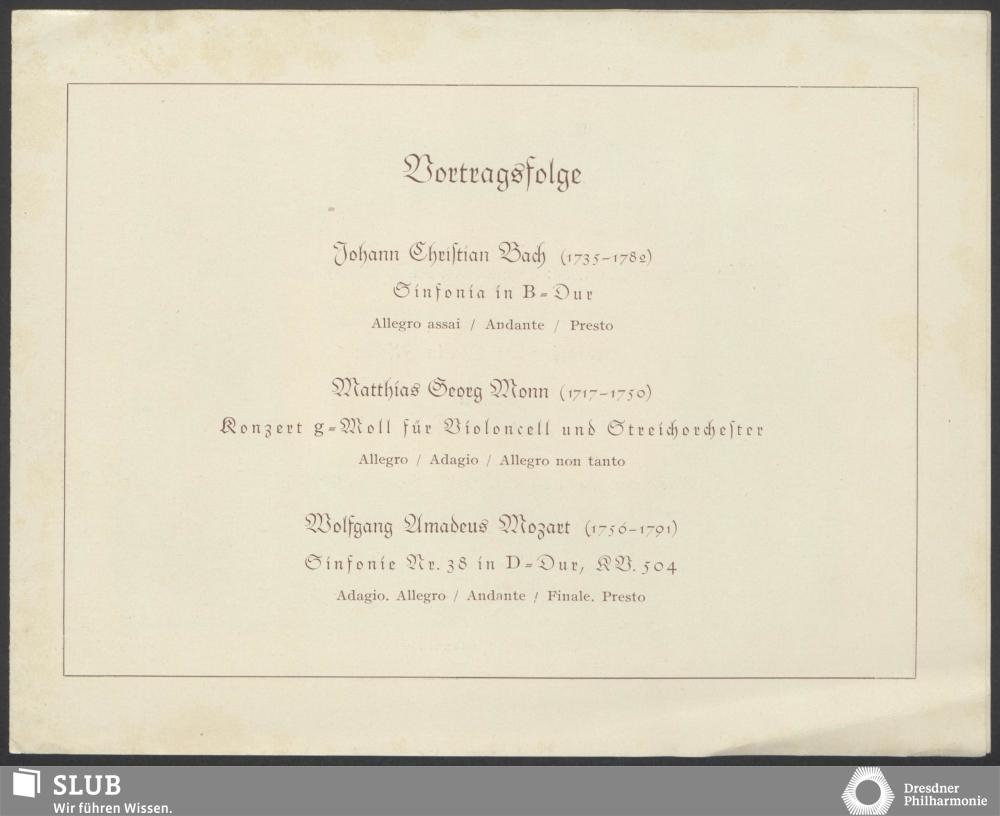 Vortragsfolge
Johann Christian Bach (1735–1782)
Sinfonia in B=Dur
Allegro assai / Andante / Presto
Matthias Georg Monn (1717–1750)
Konzert g=Moll für Violoncell und Streichorchester
Allegro / Adagio / Allegro non tanto
Wolfgang Amadeus Mozart (1756–1791)
Sinfonie Nr. 38 in D=Dur, KV. 504
Adagio. Allegro / Andante / Finale. Presto
SLUB
Wir führen Wissen.
Dresdner
Philharmonie